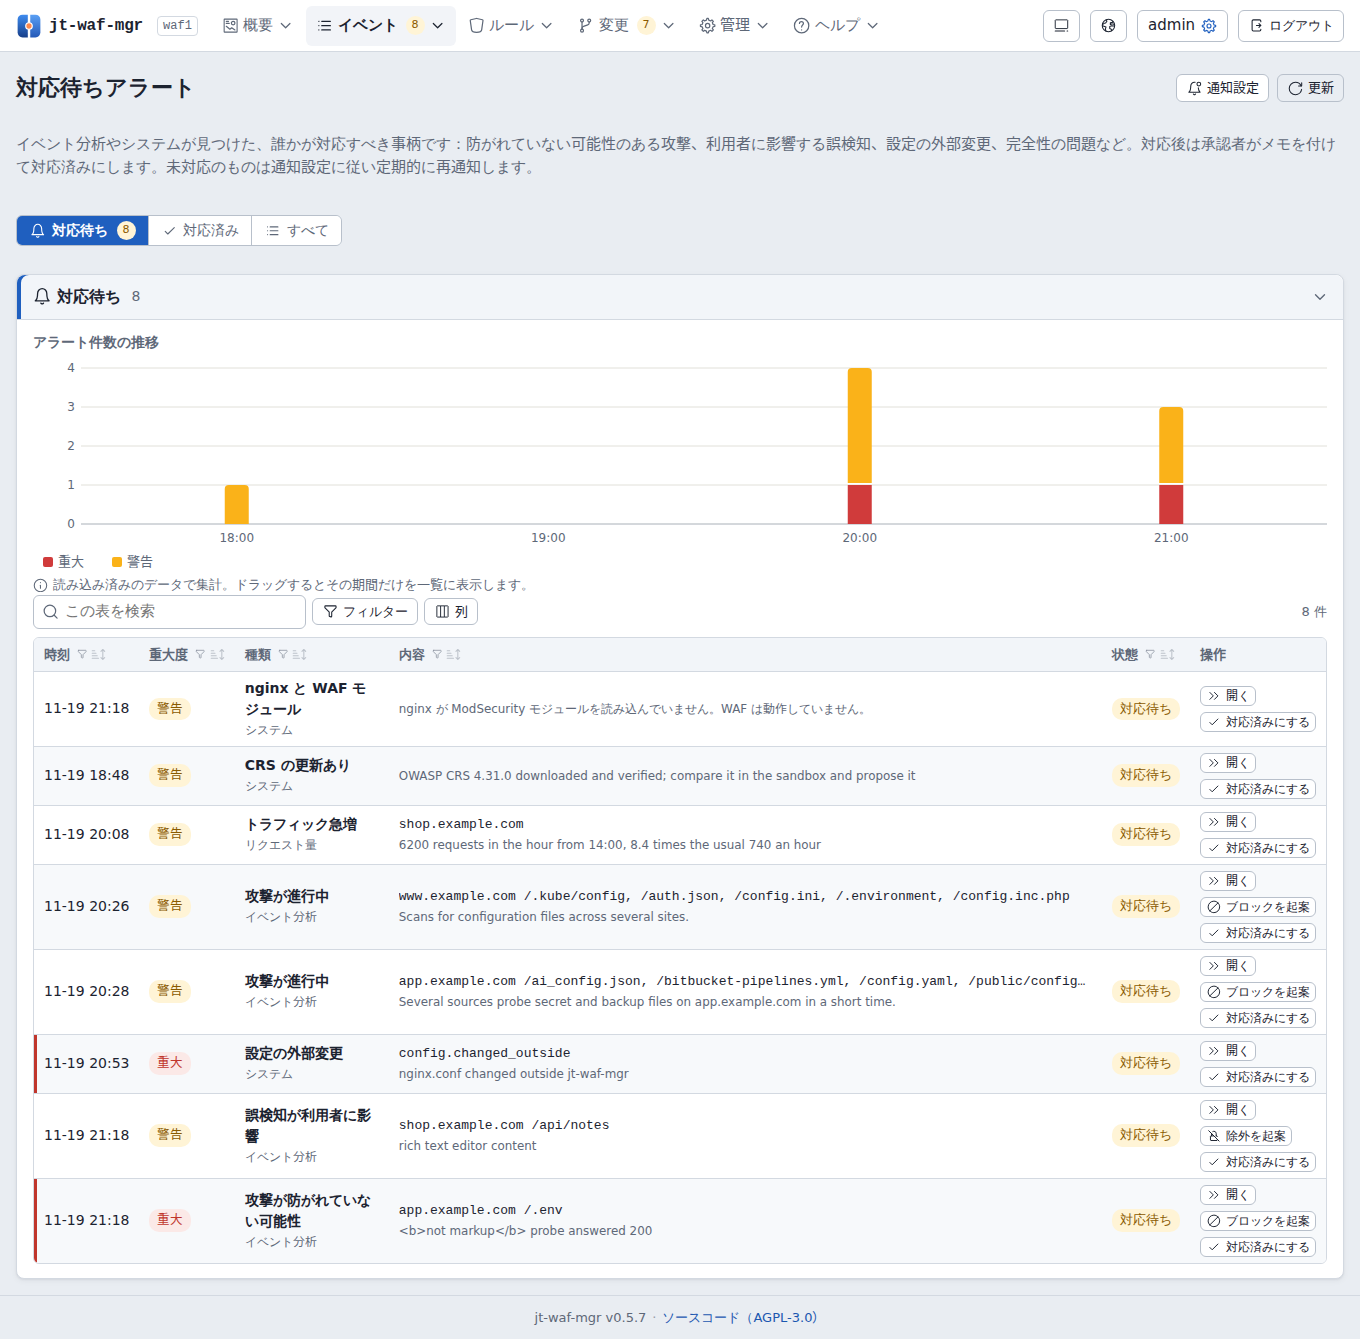 jt-waf-mgr waf1 概要 イベント 8 ルール 変更 7 管理 ヘルプ admin ログアウト
対応待ちアラート 通知設定 更新
イベント分析やシステムが見つけた、誰かが対応すべき事柄です：防がれていない可能性のある攻撃、利用者に影響する誤検知、設定の外部変更、完全性の問題など。対応後は承認者がメモを付け
て対応済みにします。未対応のものは通知設定に従い定期的に再通知します。
対応待ち 8 対応済み すべて
対応待ち 8
アラート件数の推移
4
3
2
1
0
18:00 19:00 20:00 21:00
重大 警告
読み込み済みのデータで集計。ドラッグするとその期間だけを一覧に表示します。
この表を検索 フィルター 列 8 件
時刻 重大度 種類 内容 状態 操作
11-19 21:18 警告 nginx と WAF モ
ジュール
システム
nginx が ModSecurity モジュールを読み込んでいません。WAF は動作していません。
対応待ち
開く
対応済みにする
11-19 18:48 警告 CRS の更新あり
システム
OWASP CRS 4.31.0 downloaded and verified; compare it in the sandbox and propose it
対応待ち
開く
対応済みにする
11-19 20:08 警告 トラフィック急増
リクエスト量
shop.example.com
6200 requests in the hour from 14:00, 8.4 times the usual 740 an hour
対応待ち
開く
対応済みにする
11-19 20:26 警告 攻撃が進行中
イベント分析
www.example.com /.kube/config, /auth.json, /config.ini, /.environment, /config.inc.php
Scans for configuration files across several sites.
対応待ち
開く
ブロックを起案
対応済みにする
11-19 20:28 警告 攻撃が進行中
イベント分析
app.example.com /ai_config.json, /bitbucket-pipelines.yml, /config.yaml, /public/config…
Several sources probe secret and backup files on app.example.com in a short time.
対応待ち
開く
ブロックを起案
対応済みにする
11-19 20:53 重大 設定の外部変更
システム
config.changed_outside
nginx.conf changed outside jt-waf-mgr
対応待ち
開く
対応済みにする
11-19 21:18 警告 誤検知が利用者に影
響
イベント分析
shop.example.com /api/notes
rich text editor content
対応待ち
開く
除外を起案
対応済みにする
11-19 21:18 重大 攻撃が防がれていな
い可能性
イベント分析
app.example.com /.env
<b>not markup</b> probe answered 200
対応待ち
開く
ブロックを起案
対応済みにする
jt-waf-mgr v0.5.7 · ソースコード（AGPL-3.0）